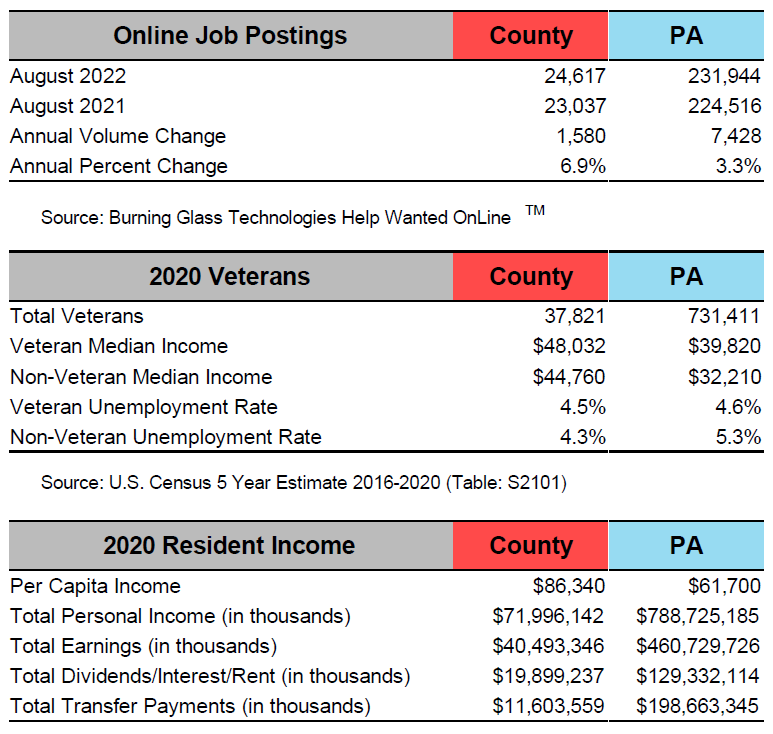 Online Job Postings County PA
August 2022 24,617 231,944
August 2021 23,037 224,516
Annual Volume Change 1,580 7,428
Annual Percent Change 6.9% 3.3%
Source: Burning Glass Technologies Help Wanted OnLine TM
2020 Veterans County PA
Total Veterans 37,821 731,411
Veteran Median Income $48,032 $39,820
Non-Veteran Median Income $44,760 $32,210
Veteran Unemployment Rate 4.5% 4.6%
Non-Veteran Unemployment Rate 4.3% 5.3%
Source: U.S. Census 5 Year Estimate 2016-2020 (Table: S2101)
2020 Resident Income County PA
Per Capita Income $86,340 $61,700
Total Personal Income (in thousands) $71,996,142 $788,725,185
Total Earnings (in thousands) $40,493,346 $460,729,726
Total Dividends/Interest/Rent (in thousands) $19,899,237 $129,332,114
Total Transfer Payments (in thousands) $11,603,559 $198,663,345